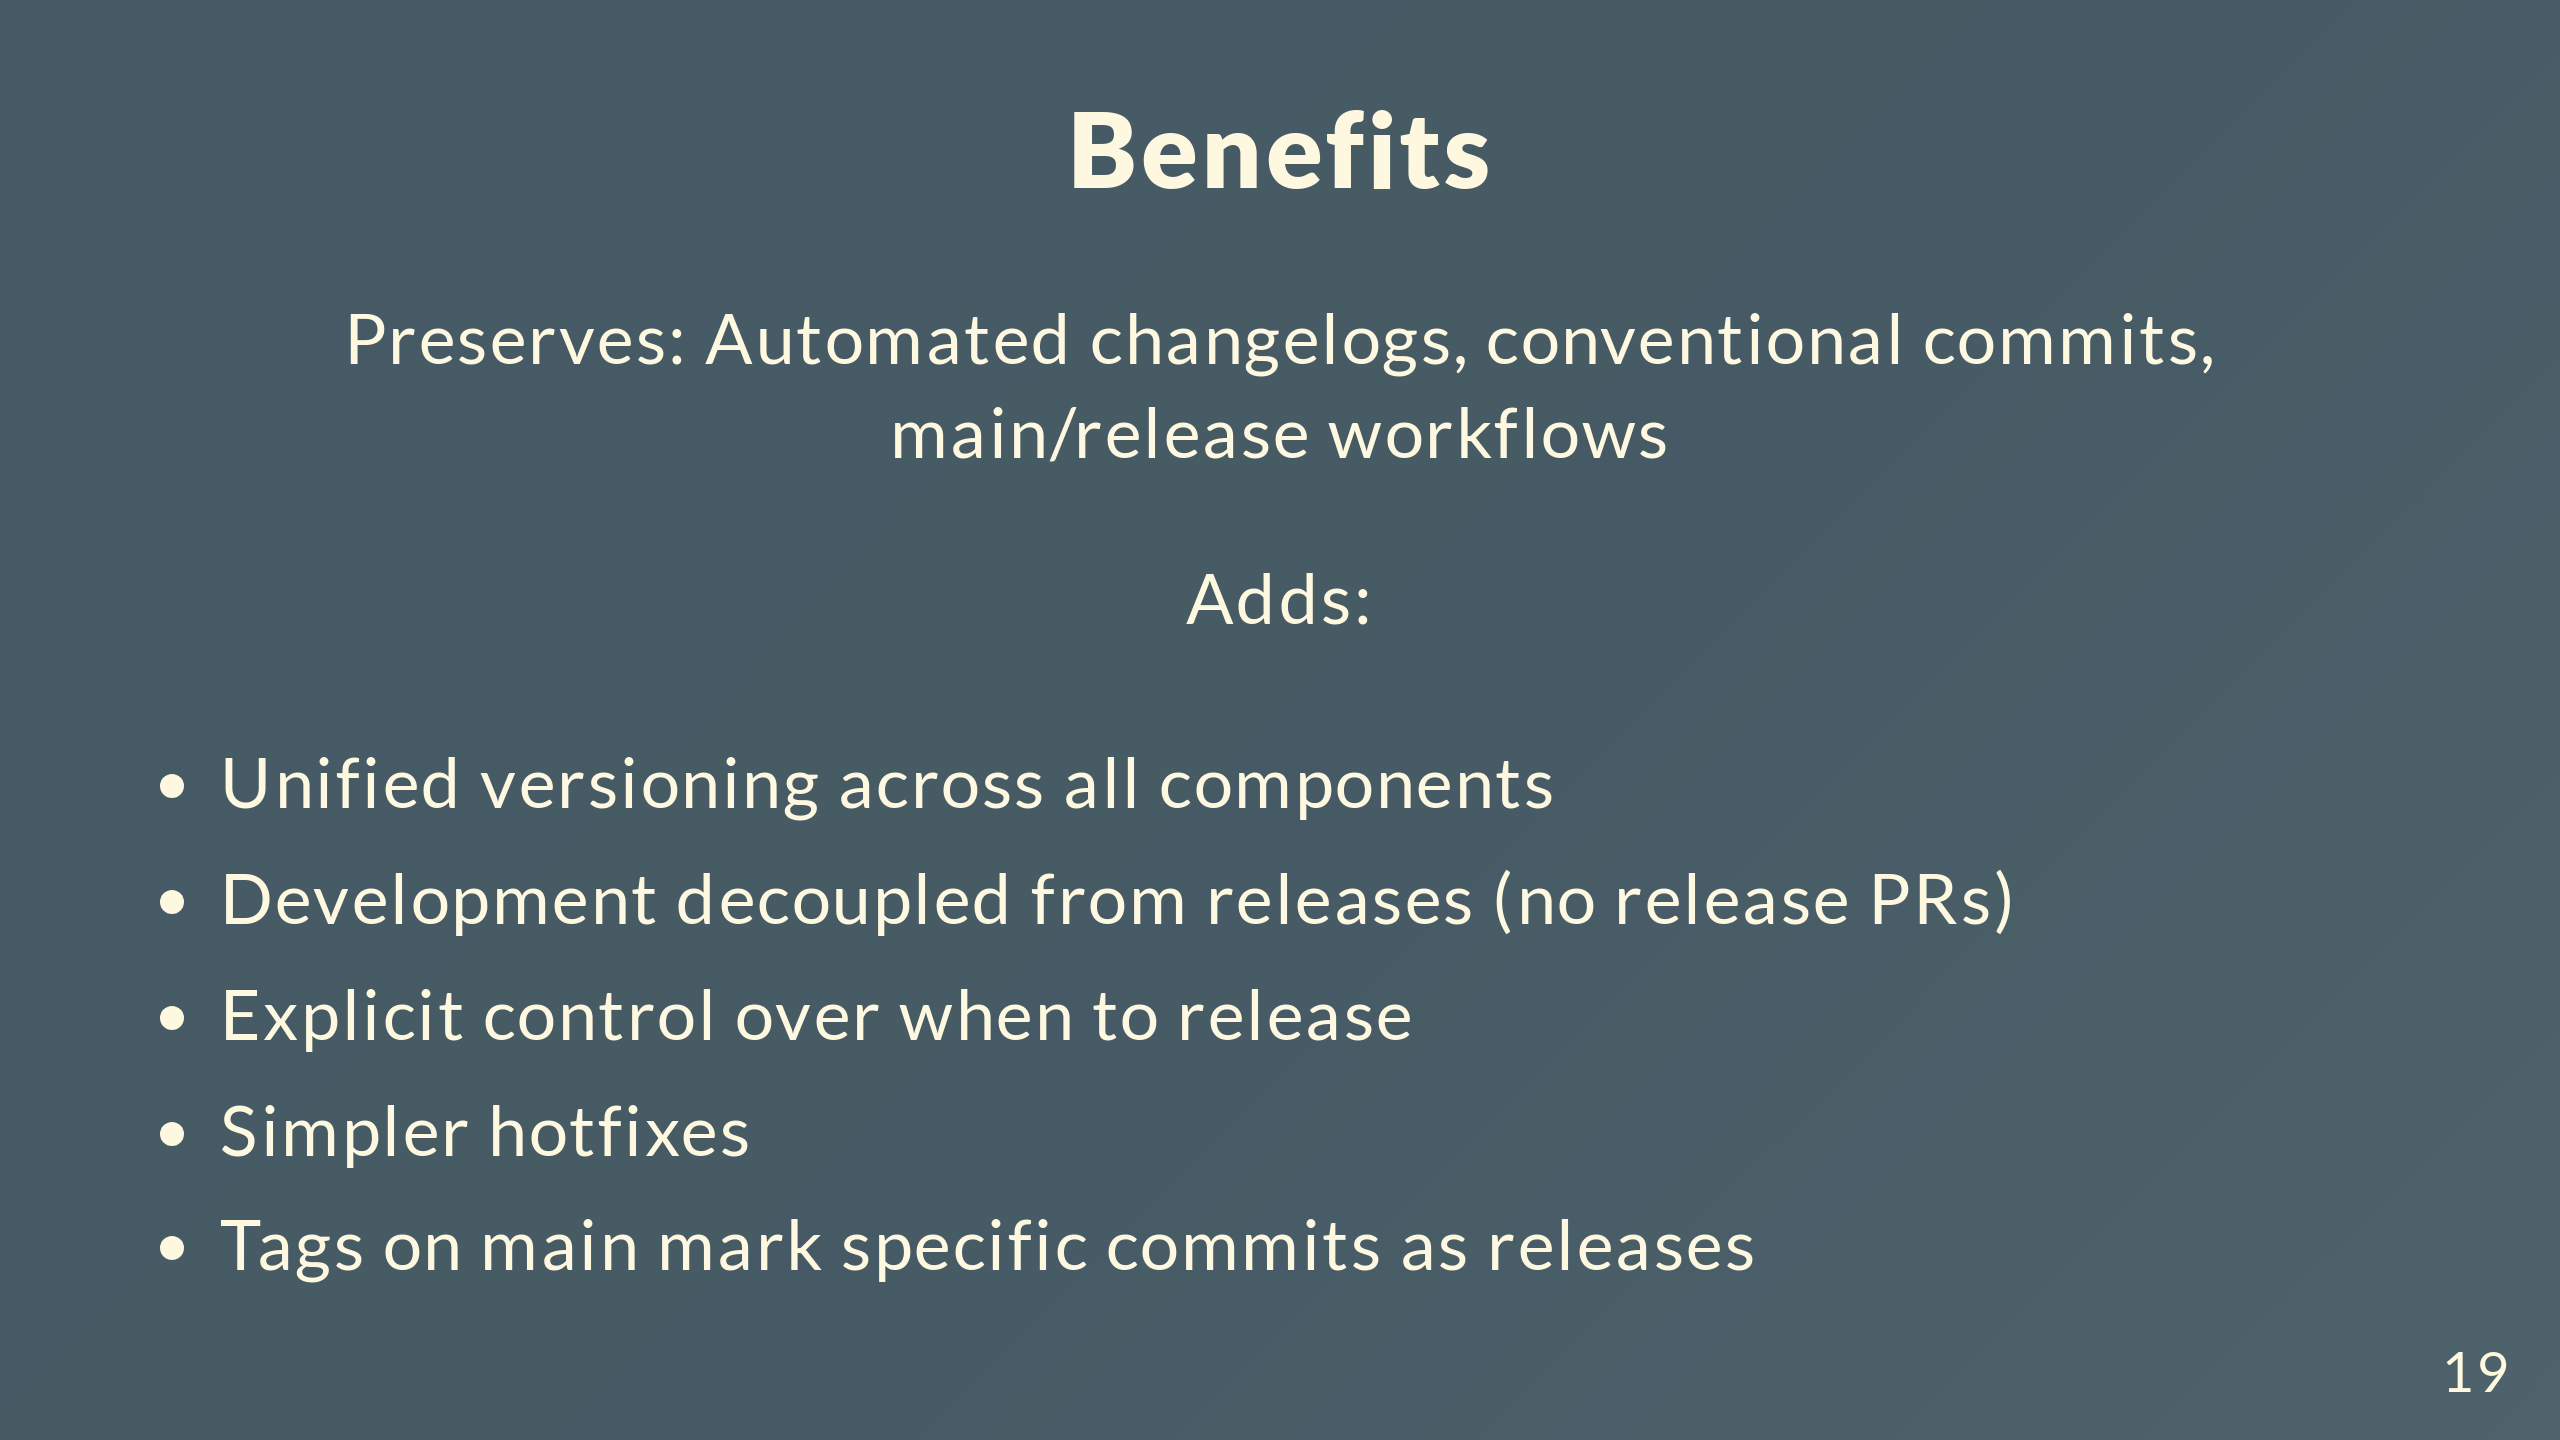 Benefits
Preserves: Automated changelogs, conventional commits,
main/release workflows
Adds:
• Unified versioning across all components
• Development decoupled from releases (no release PRs)
• Explicit control over when to release
• Simpler hotfixes
• Tags on main mark specific commits as releases
19